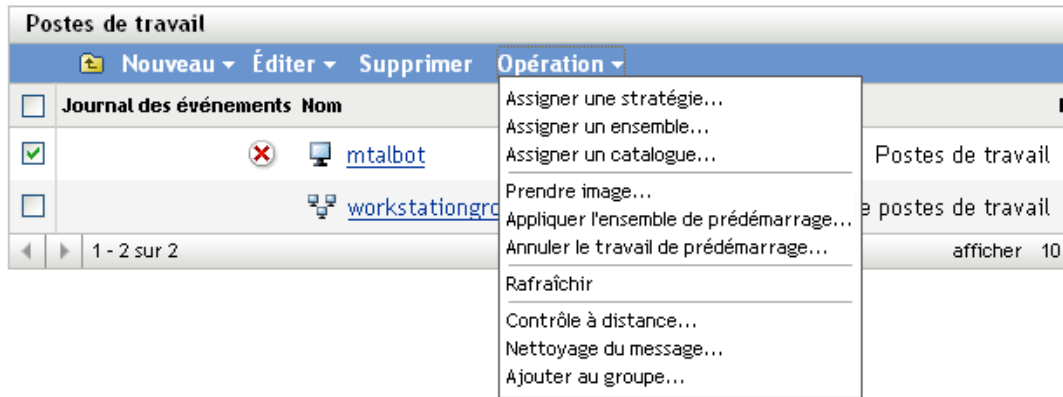 Postes de travail
Nouveau Éditer Supprimer Opération
Journal des événements Nom
Assigner une stratégie...
Assigner un ensemble...
Assigner un catalogue...
mtalbot
Postes de travail
Prendre image...
workstationgro
Appliquer l'ensemble de prédémarrage...
postes de travail
Annuler le travail de prédémarrage...
1 - 2 sur 2
afficher 10
Rafraîchir
Contrôle à distance...
Nettoyage du message...
Ajouter au groupe...